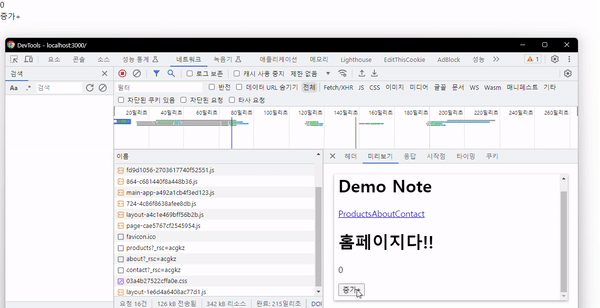 0
증가+
DevTools - localhost:3000/
요소 콘솔 소스 성능 통계 네트워크 녹음기 애플리케이션 메모리 Lighthouse EditThisCookie AdBlock 성능 » 1
검색
로그 보존 캐시 사용 중지 제한 없음
Aa .*
필터 반전 데이터 URL 숨기기 전체 Fetch/XHR JS CSS 이미지 미디어 글꼴 문서 WS Wasm 매니페스트 기타
차단된 쿠키 있음 차단된 요청 타사 요청
20밀리초 40밀리초 60밀리초 80밀리초 100밀리초 120밀리초 140밀리초 160밀리초 180밀리초 200밀리초 220밀리초 240밀리초
이름
헤더 미리보기 응답 시작점 타이밍 쿠키
fd9d1056-2703617740f52551.js
864-c681440f8a448b36.js
main-app-a492a1cb4f3ed123.js
724-4c86f8638afee8db.js
layout-a4c1e469bff56b2b.js
page-cae5767cf2545954.js
favicon.ico
products?_rsc=acgkz
about?_rsc=acgkz
contact?_rsc=acgkz
03a4b27522cffa0e.css
layout-1e6d4a6408ac77d1.js
Demo Note
ProductsAboutContact
홈페이지다!!
0
증가+
요청 16건 126 kB 전송됨 342 kB 리소스 완료: 215밀리초